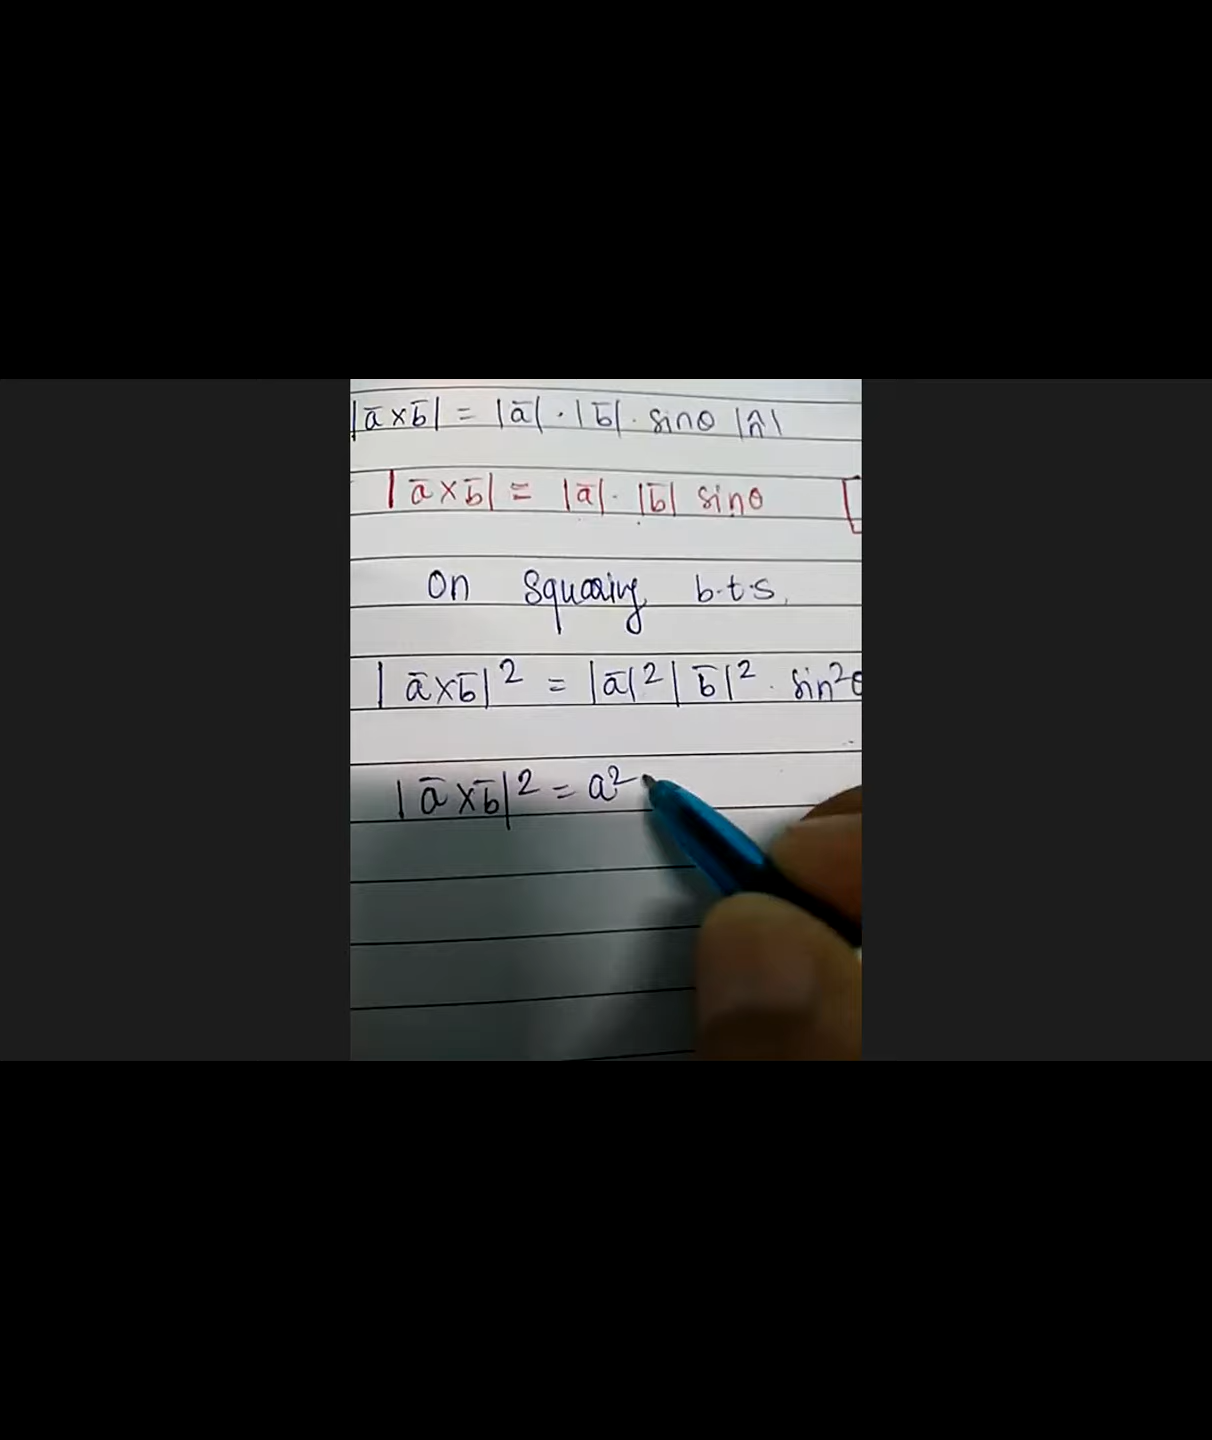 |a̅ × b̅| = |a̅| · |b̅| · sinθ |n̂|
|a̅ × b̅| = |a̅| · |b̅| sinθ [
On Squaring b.t.s.
|a̅ × b̅|² = |a̅|² |b̅|² · sin²θ
|a̅ × b̅|² = a²